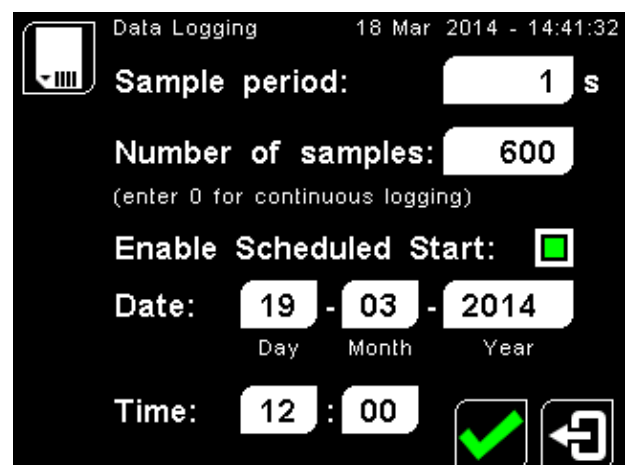 Data Logging 18 Mar 2014 - 14:41:32
Sample period: 1 s
Number of samples: 600
(enter 0 for continuous logging)
Enable Scheduled Start:
Date: 19 - 03 - 2014
Day Month Year
Time: 12 : 00